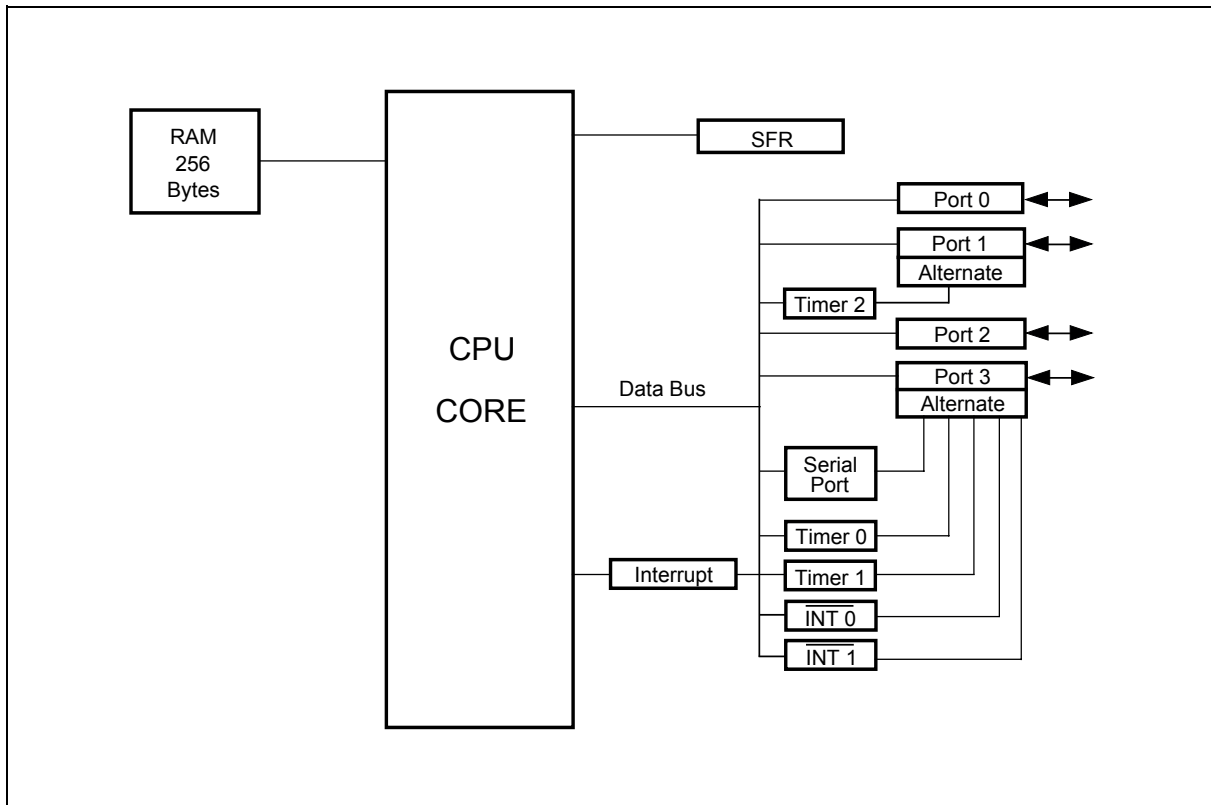 RAM
256
Bytes
CPU
CORE
SFR
Port 0
Port 1
Alternate
Timer 2
Port 2
Port 3
Alternate
Data Bus
Serial
Port
Timer 0
Interrupt
Timer 1
INT 0
INT 1